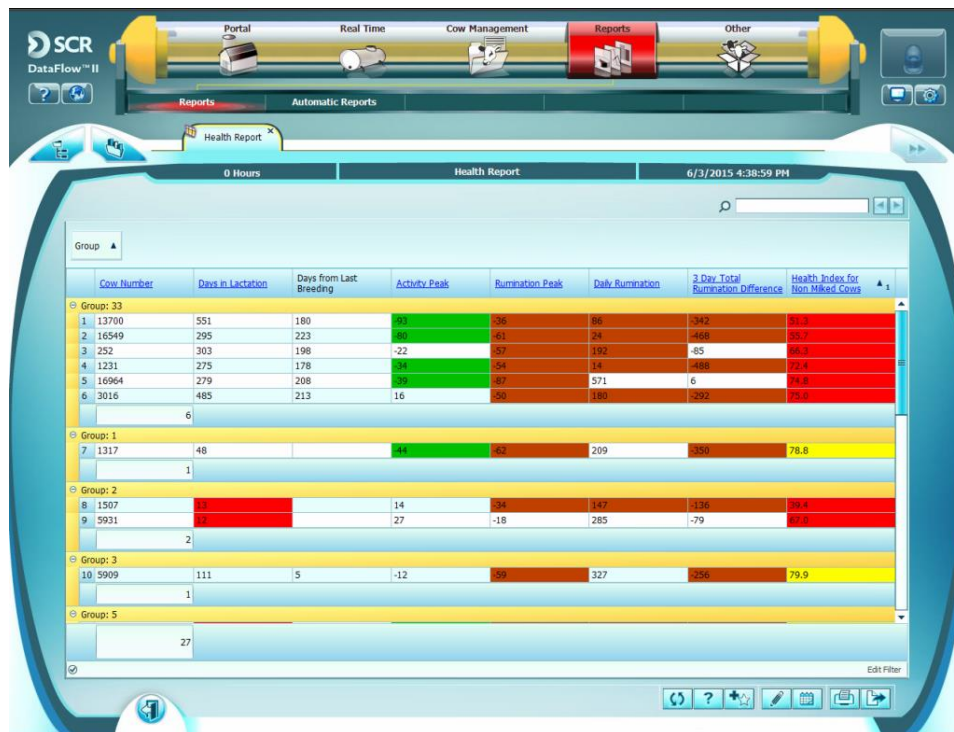 Portal Real Time Cow Management Reports Other
SCR
DataFlow™II
?
Reports Automatic Reports
Health Report ×
0 Hours Health Report 6/3/2015 4:38:59 PM
Group ▲
Cow Number Days in Lactation Days from Last Breeding Activity Peak Rumination Peak Daily Rumination 3 Day Total Rumination Difference Health Index for Non Milked Cows ▲ 1
Group: 33
1 13700 551 180 -93 -36 86 -342 51.3
2 16549 295 223 -80 -61 24 -468 55.7
3 252 303 198 -22 -57 192 -85 66.3
4 1231 275 178 -34 -54 14 -488 72.4
5 16964 279 208 -39 -87 571 6 74.8
6 3016 485 213 16 -50 180 -292 75.0
6
Group: 1
7 1317 48 -44 -62 209 -350 78.8
1
Group: 2
8 1507 13 14 -34 147 -136 39.4
9 5931 12 27 -18 285 -79 67.0
2
Group: 3
10 5909 111 5 -12 -59 327 -256 79.9
1
Group: 5
27
Edit Filter
?